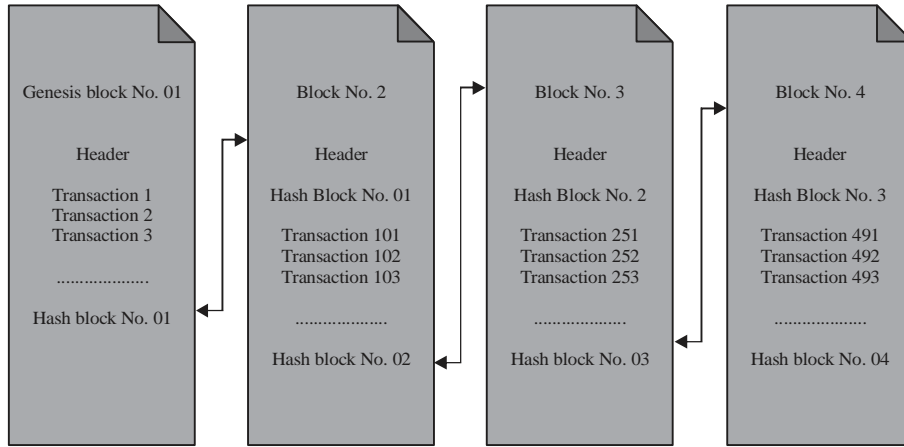 Genesis block No. 01
Header
Transaction 1
Transaction 2
Transaction 3
.....................
Hash block No. 01
Block No. 2
Header
Hash Block No. 01
Transaction 101
Transaction 102
Transaction 103
.....................
Hash block No. 02
Block No. 3
Header
Hash Block No. 2
Transaction 251
Transaction 252
Transaction 253
.....................
Hash block No. 03
Block No. 4
Header
Hash Block No. 3
Transaction 491
Transaction 492
Transaction 493
.....................
Hash block No. 04